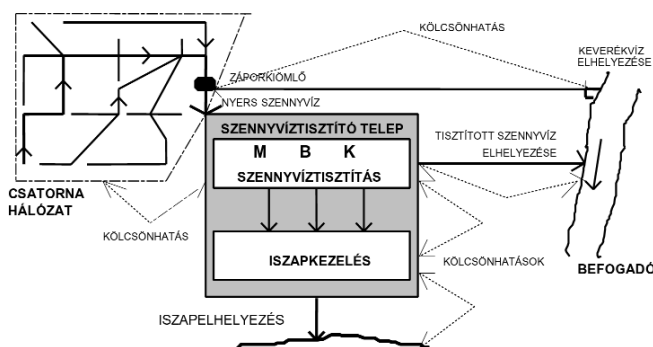 KÖLCSÖNHATÁS
KEVERÉKVÍZ
ELHELYEZÉSE
ZÁPORKIÖMLŐ
NYERS SZENNYVÍZ
SZENNYVÍZTISZTÍTÓ TELEP
M B K
SZENNYVÍZTISZTÍTÁS
TISZTÍTOTT SZENNYVÍZ
ELHELYEZÉSE
CSATORNA
HÁLÓZAT
KÖLCSÖNHATÁS
ISZAPKEZELÉS
KÖLCSÖNHATÁSOK
BEFOGADÓ
ISZAPELHELYEZÉS